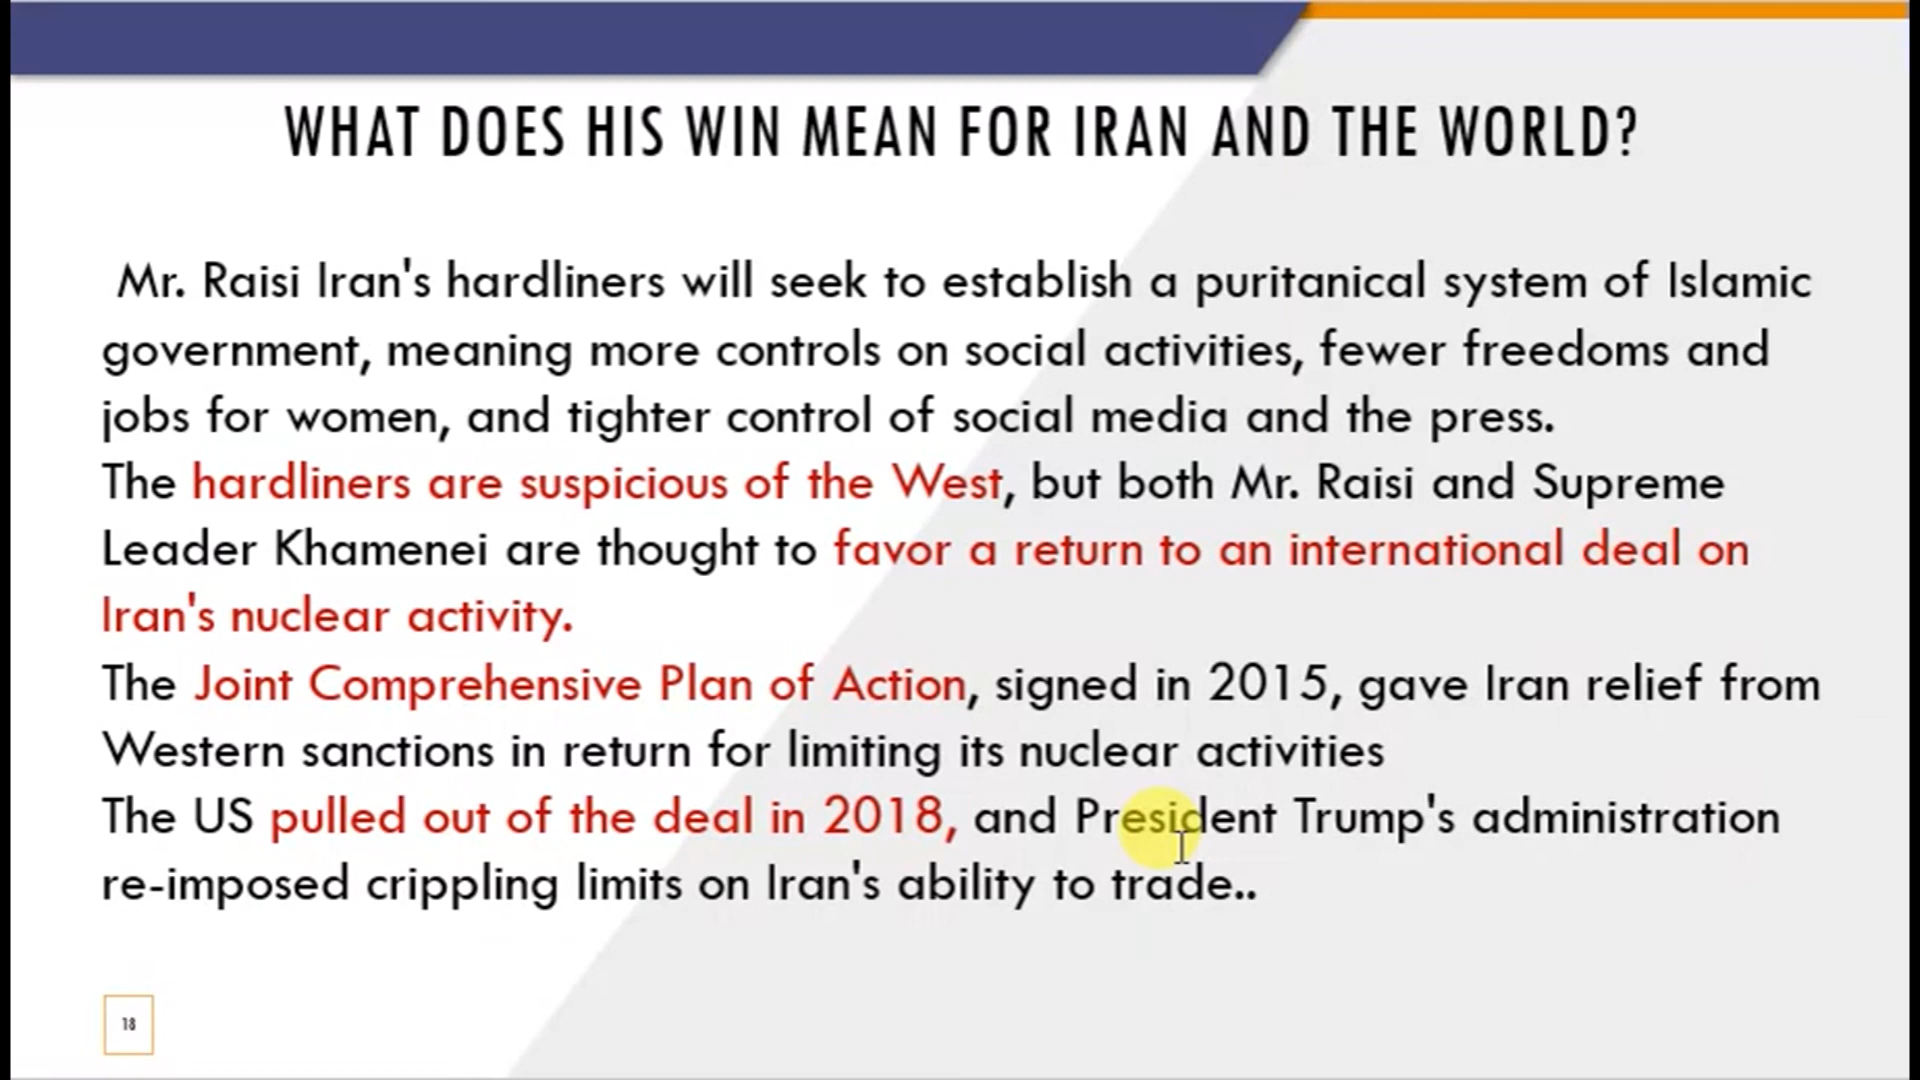 WHAT DOES HIS WIN MEAN FOR IRAN AND THE WORLD?
Mr. Raisi Iran's hardliners will seek to establish a puritanical system of Islamic
government, meaning more controls on social activities, fewer freedoms and
jobs for women, and tighter control of social media and the press.
The hardliners are suspicious of the West, but both Mr. Raisi and Supreme
Leader Khamenei are thought to favor a return to an international deal on
Iran's nuclear activity.
The Joint Comprehensive Plan of Action, signed in 2015, gave Iran relief from
Western sanctions in return for limiting its nuclear activities
The US pulled out of the deal in 2018, and President Trump's administration
re-imposed crippling limits on Iran's ability to trade..
18